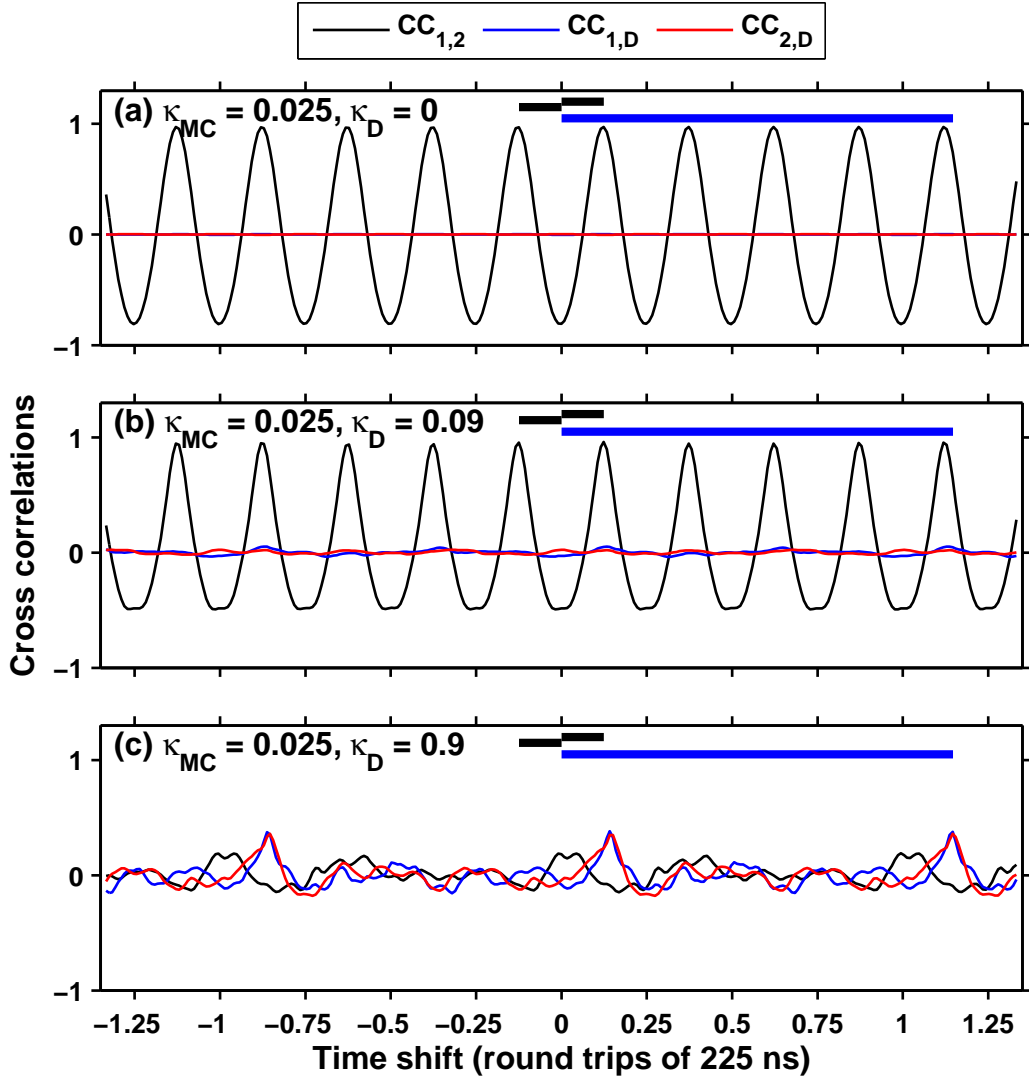 CC1,2 CC1,D CC2,D
(a) κMC = 0.025, κD = 0
1
0
−1
(b) κMC = 0.025, κD = 0.09
1
0
−1
Cross correlations
(c) κMC = 0.025, κD = 0.9
1
0
−1
−1.25 −1 −0.75 −0.5 −0.25 0 0.25 0.5 0.75 1 1.25
Time shift (round trips of 225 ns)